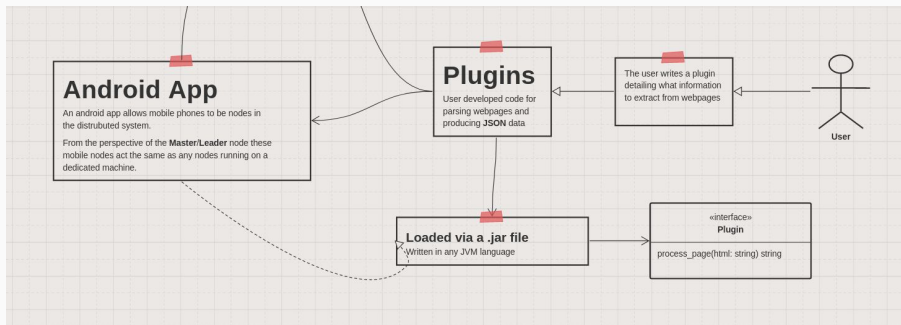 Android App
An android app allows mobile phones to be nodes in
the distrubuted system.
From the perspective of the Master/Leader node these
mobile nodes act the same as any nodes running on a
dedicated machine.
Plugins
User developed code for
parsing webpages and
producing JSON data
The user writes a plugin
detailing what information
to extract from webpages
User
Loaded via a .jar file
Written in any JVM language
«interface»
Plugin
process_page(html: string) string